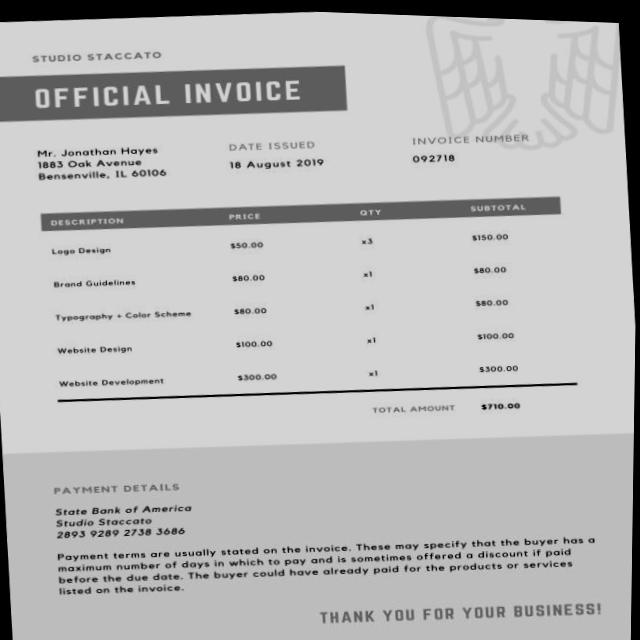 STUDIO STACCATO
OFFICIAL INVOICE
Mr. Jonathan Hayes
1883 Oak Avenue
Bensenville, IL 60106
DATE ISSUED
18 August 2019
INVOICE NUMBER
092718
DESCRIPTION PRICE QTY SUBTOTAL
Logo Design $50.00 x3 $150.00
Brand Guidelines $80.00 x1 $80.00
Typography + Color Scheme $80.00 x1 $80.00
Website Design $100.00 x1 $100.00
Website Development $300.00 x1 $300.00
TOTAL AMOUNT $710.00
PAYMENT DETAILS
State Bank of America
Studio Staccato
2893 9289 2738 3686
Payment terms are usually stated on the invoice. These may specify that the buyer has a
maximum number of days in which to pay and is sometimes offered a discount if paid
before the due date. The buyer could have already paid for the products or services
listed on the invoice.
THANK YOU FOR YOUR BUSINESS!